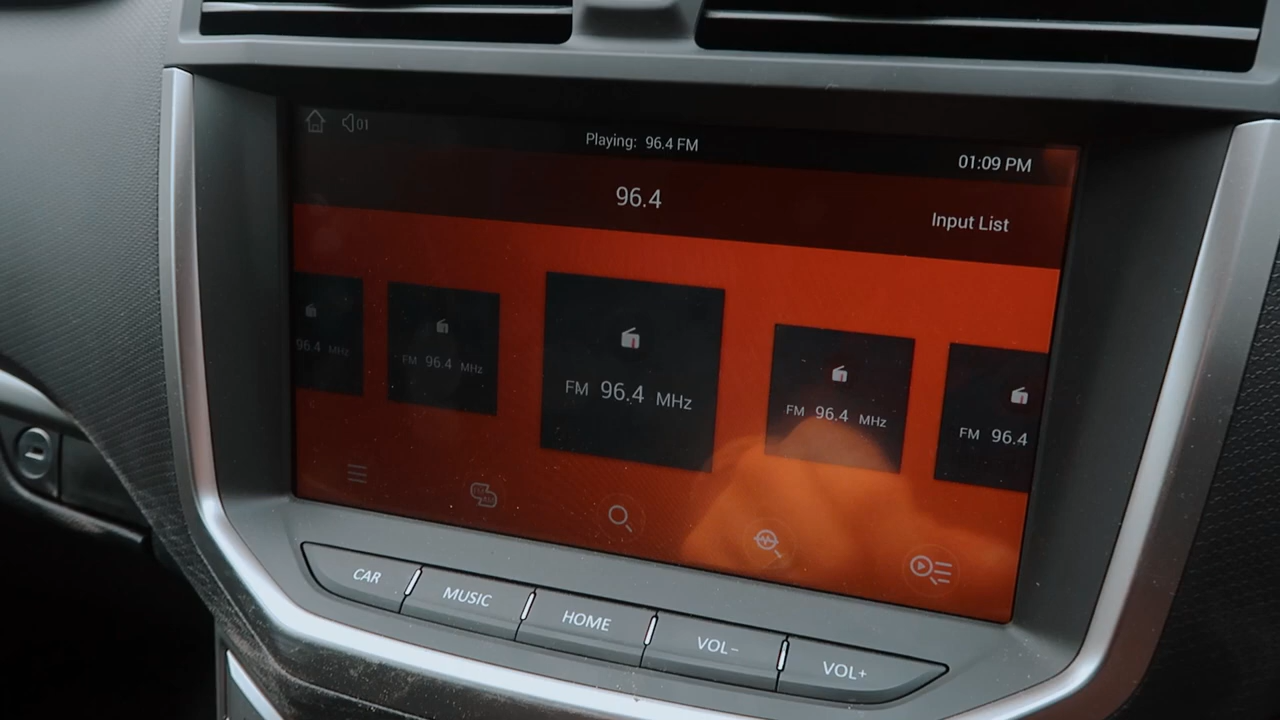 01
Playing: 96.4 FM
01:09 PM
96.4
Input List
96.4 MHz
FM 96.4 MHz
FM 96.4 MHz
FM 96.4 MHz
FM 96.4
CAR
MUSIC
HOME
VOL-
VOL+